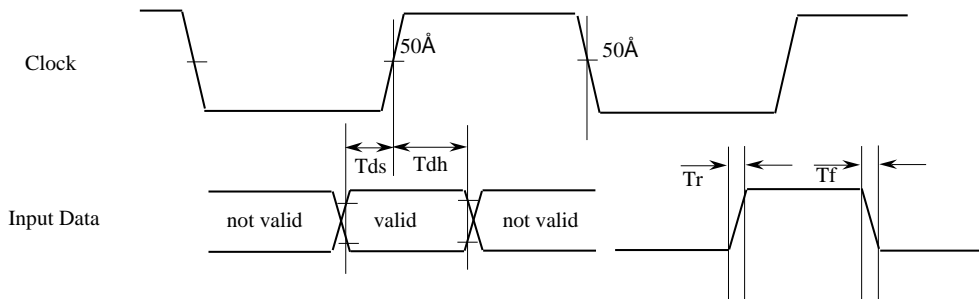 50Å
50Å
Clock
Tds
Tdh
Tr
Tf
Input Data
not valid
valid
not valid